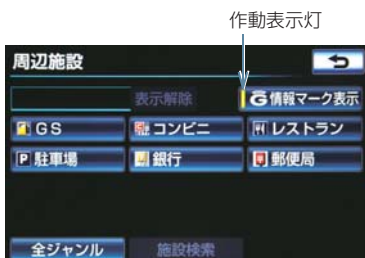 作動表示灯
周辺施設
表示解除 G情報マーク表示
GS コンビニ レストラン
P 駐車場 銀行 郵便局
全ジャンル 施設検索